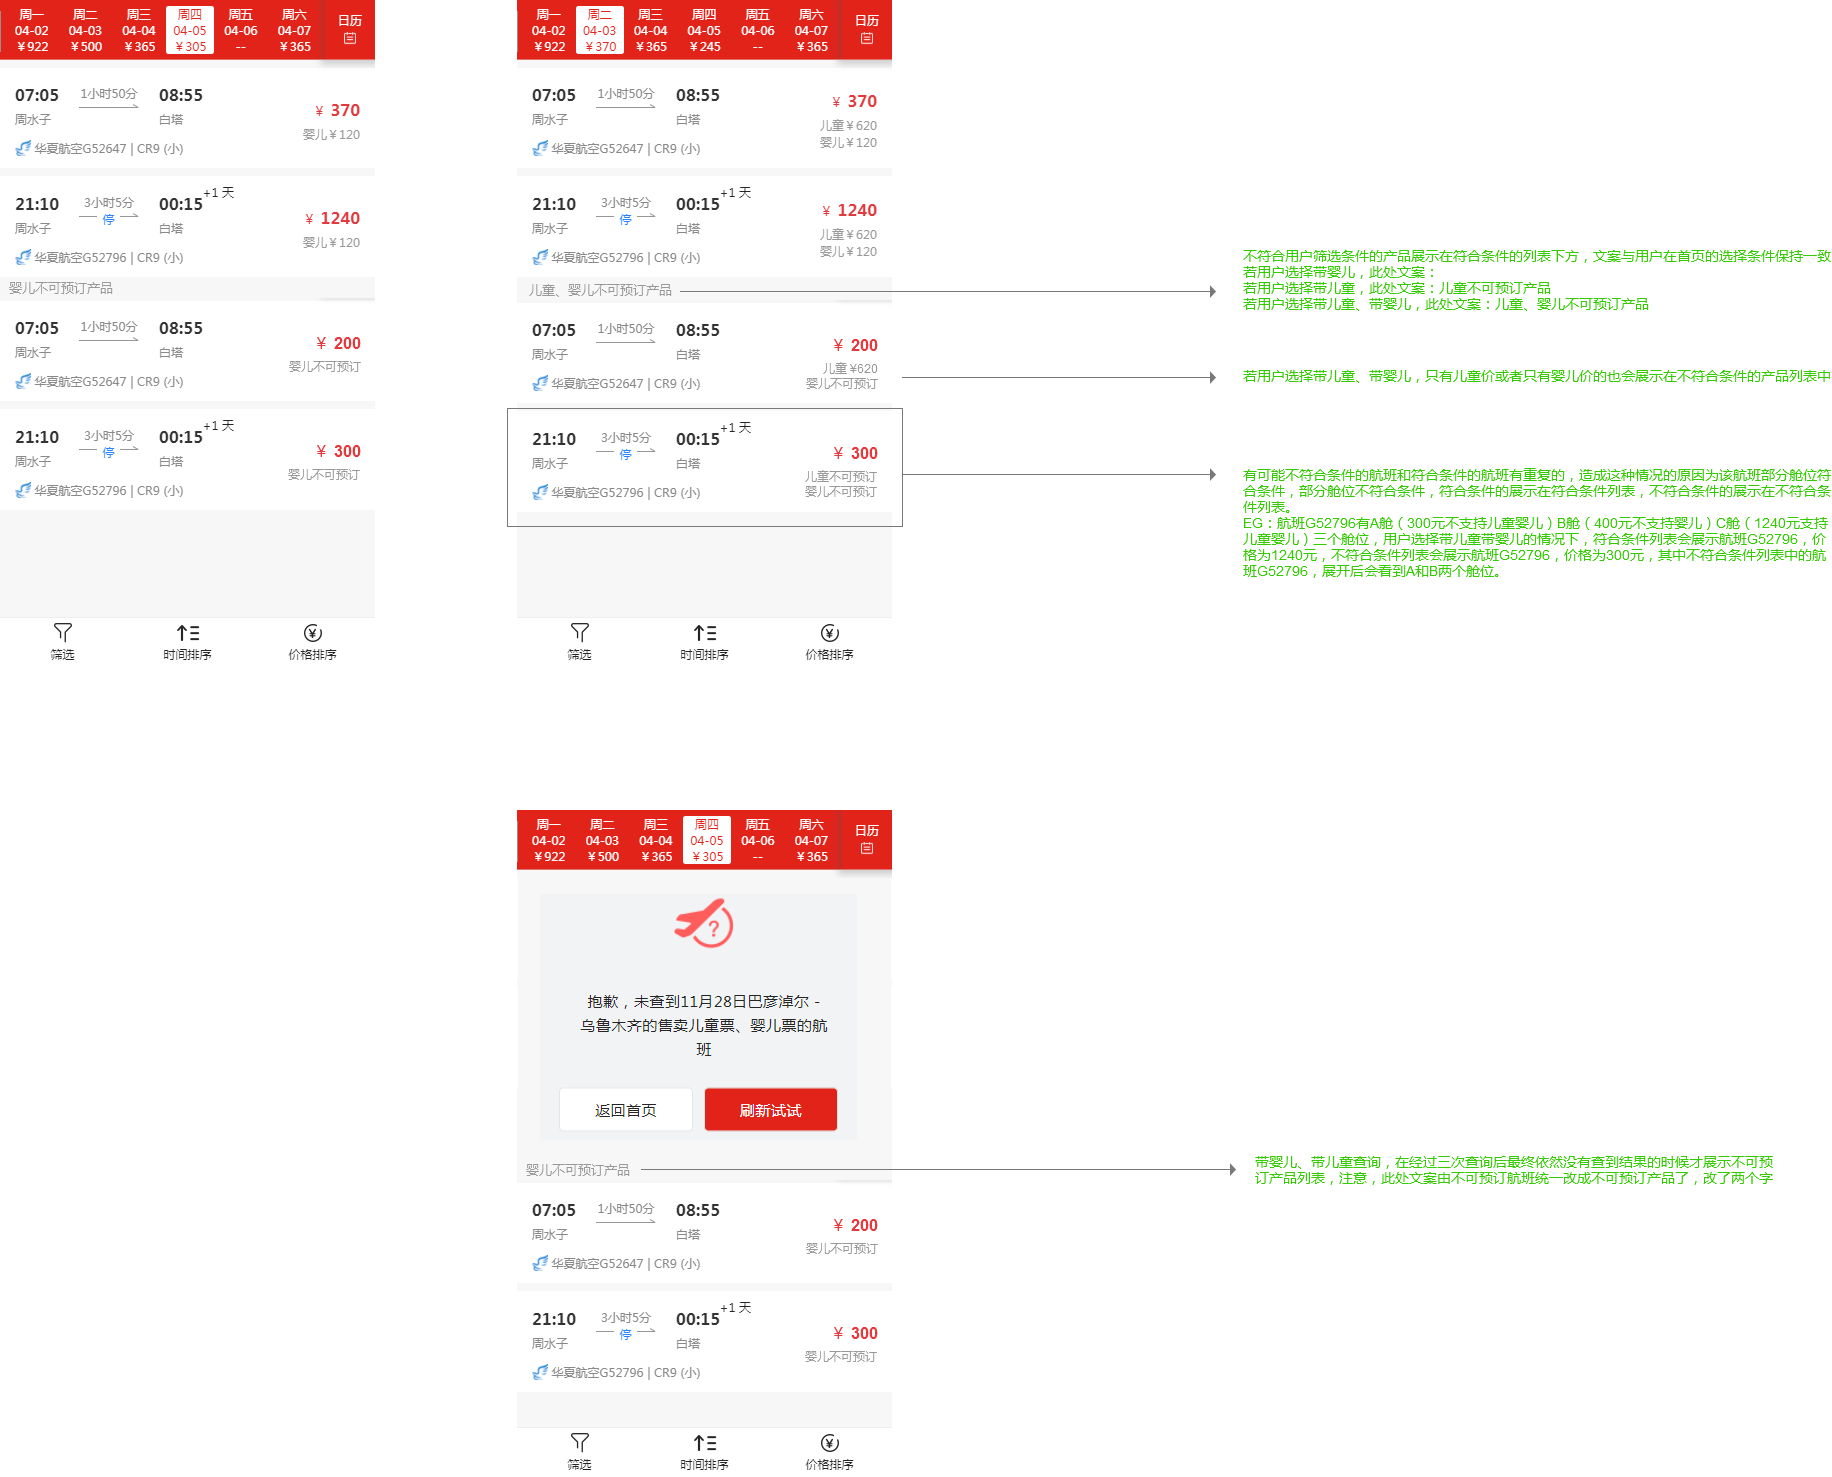 周一 周二 周三 周四 周五 周六 日历
04-02 04-03 04-04 04-05 04-06 04-07
￥922 ￥500 ￥365 ￥305 -- ￥365
07:05 1小时50分 08:55
周水子 白塔
￥ 370
婴儿￥120
华夏航空G52647 | CR9 (小)
21:10 3小时5分 00:15 +1 天
停
周水子 白塔
￥ 1240
婴儿￥120
华夏航空G52796 | CR9 (小)
婴儿不可预订产品
07:05 1小时50分 08:55
周水子 白塔
￥ 200
婴儿不可预订
华夏航空G52647 | CR9 (小)
21:10 3小时5分 00:15 +1 天
停
周水子 白塔
￥ 300
婴儿不可预订
华夏航空G52796 | CR9 (小)
筛选 时间排序 价格排序
周一 周二 周三 周四 周五 周六 日历
04-02 04-03 04-04 04-05 04-06 04-07
￥922 ￥370 ￥365 ￥245 -- ￥365
07:05 1小时50分 08:55
周水子 白塔
￥ 370
儿童￥620
婴儿￥120
华夏航空G52647 | CR9 (小)
21:10 3小时5分 00:15 +1 天
停
周水子 白塔
￥ 1240
儿童￥620
婴儿￥120
华夏航空G52796 | CR9 (小)
儿童、婴儿不可预订产品
07:05 1小时50分 08:55
周水子 白塔
￥ 200
儿童 ¥620
婴儿不可预订
华夏航空G52647 | CR9 (小)
21:10 3小时5分 00:15 +1 天
停
周水子 白塔
￥ 300
儿童不可预订
婴儿不可预订
华夏航空G52796 | CR9 (小)
筛选 时间排序 价格排序
不符合用户筛选条件的产品展示在符合条件的列表下方，文案与用户在首页的选择条件保持一致
若用户选择带婴儿，此处文案：
若用户选择带儿童，此处文案：儿童不可预订产品
若用户选择带儿童、带婴儿，此处文案：儿童、婴儿不可预订产品
若用户选择带儿童、带婴儿，只有儿童价或者只有婴儿价的也会展示在不符合条件的产品列表中
有可能不符合条件的航班和符合条件的航班有重复的，造成这种情况的原因为该航班部分舱位符
合条件，部分舱位不符合条件，符合条件的展示在符合条件列表，不符合条件的展示在不符合条
件列表。
EG：航班G52796有A舱（300元不支持儿童婴儿）B舱（400元不支持婴儿）C舱（1240元支持
儿童婴儿）三个舱位，用户选择带儿童带婴儿的情况下，符合条件列表会展示航班G52796，价
格为1240元，不符合条件列表会展示航班G52796，价格为300元，其中不符合条件列表中的航
班G52796，展开后会看到A和B两个舱位。
周一 周二 周三 周四 周五 周六 日历
04-02 04-03 04-04 04-05 04-06 04-07
￥922 ￥500 ￥365 ￥305 -- ￥365
?
抱歉，未查到11月28日巴彦淖尔 -
乌鲁木齐的售卖儿童票、婴儿票的航
班
返回首页 刷新试试
婴儿不可预订产品
07:05 1小时50分 08:55
周水子 白塔
￥ 200
婴儿不可预订
华夏航空G52647 | CR9 (小)
21:10 3小时5分 00:15 +1 天
停
周水子 白塔
￥ 300
婴儿不可预订
华夏航空G52796 | CR9 (小)
筛选 时间排序 价格排序
带婴儿、带儿童查询，在经过三次查询后最终依然没有查到结果的时候才展示不可预
订产品列表，注意，此处文案由不可预订航班统一改成不可预订产品了，改了两个字